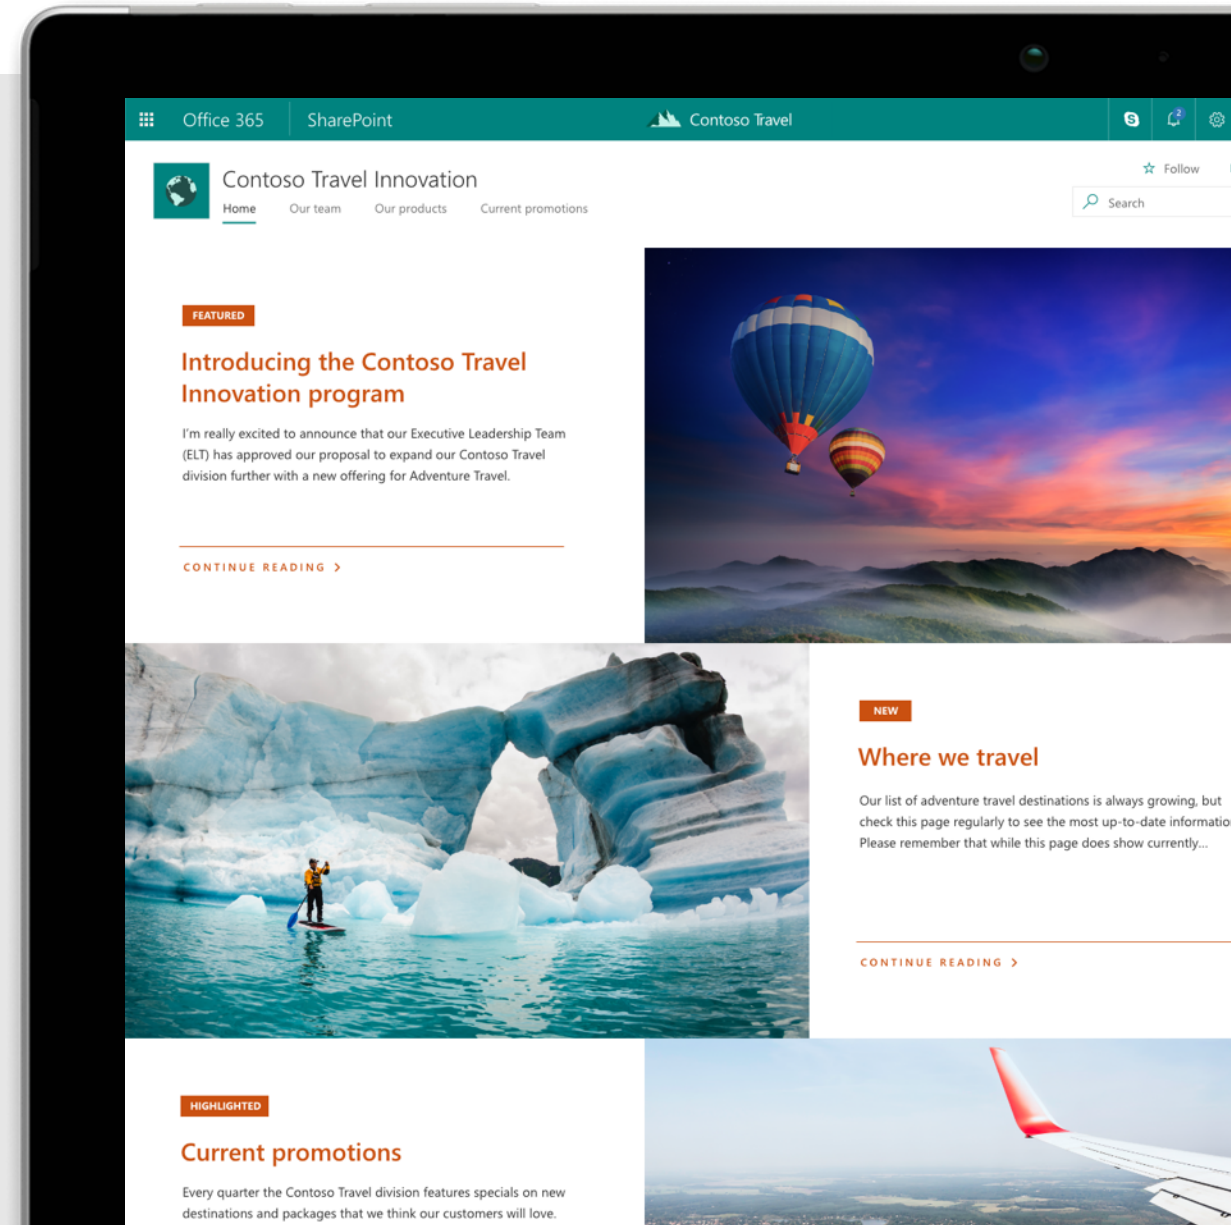 Office 365
SharePoint
Contoso Travel
2
Contoso Travel Innovation
Follow
Home
Our team
Our products
Current promotions
Search
FEATURED
Introducing the Contoso Travel
Innovation program
I'm really excited to announce that our Executive Leadership Team
(ELT) has approved our proposal to expand our Contoso Travel
division further with a new offering for Adventure Travel.
CONTINUE READING >
NEW
Where we travel
Our list of adventure travel destinations is always growing, but
check this page regularly to see the most up-to-date informatio
Please remember that while this page does show currently...
CONTINUE READING >
HIGHLIGHTED
Current promotions
Every quarter the Contoso Travel division features specials on new
destinations and packages that we think our customers will love.